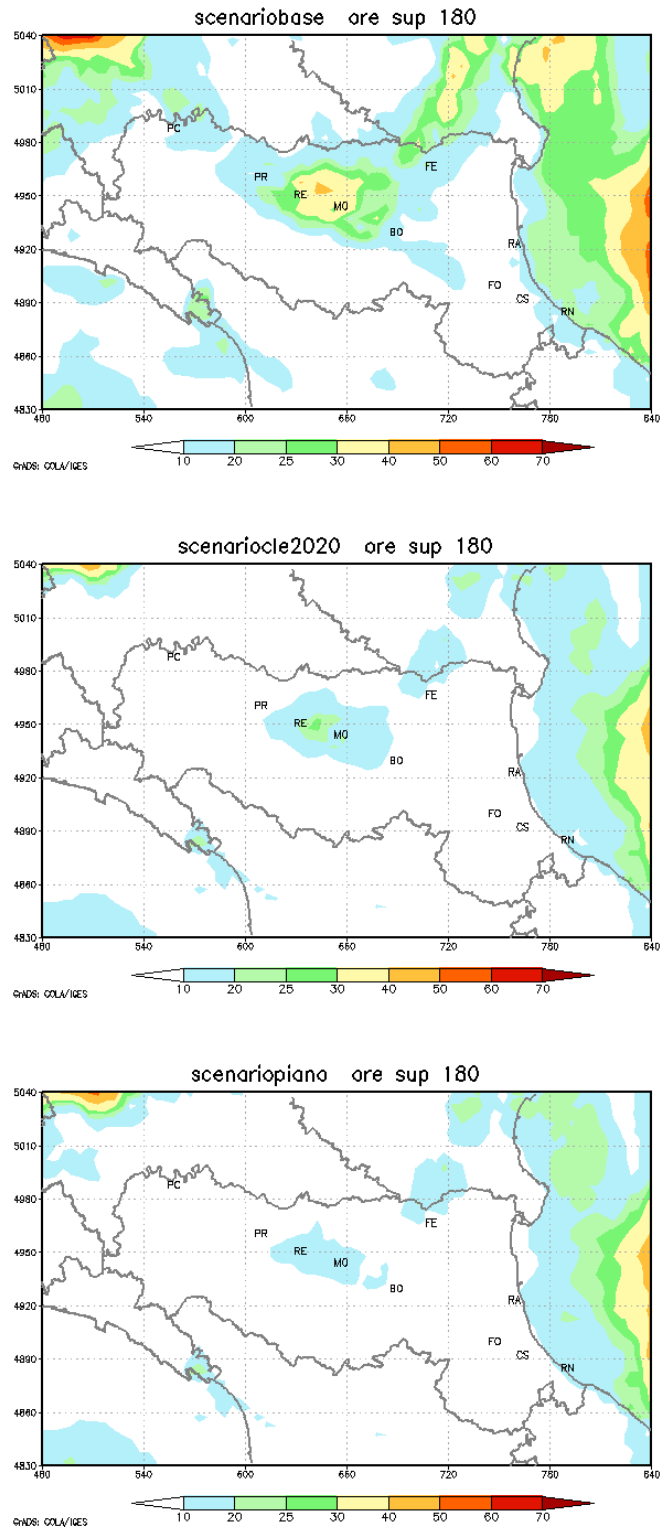 scenariobase ore sup 180
5040
5010
PC
4980
FE
PR
4950
RE
MO
BO
4920
RA
FO
4890
CS
RN
4860
4830
480 540 600 660 720 780 840
10 20 25 30 40 50 60 70
GrADS: COLA/IGES
scenariocle2020 ore sup 180
5040
5010
PC
4980
FE
PR
4950
RE
MO
BO
4920
RA
FO
4890
CS
RN
4860
4830
480 540 600 660 720 780 840
10 20 25 30 40 50 60 70
GrADS: COLA/IGES
scenariopiano ore sup 180
5040
5010
PC
4980
FE
PR
4950
RE
MO
BO
4920
RA
FO
4890
CS
RN
4860
4830
480 540 600 660 720 780 840
10 20 25 30 40 50 60 70
GrADS: COLA/IGES